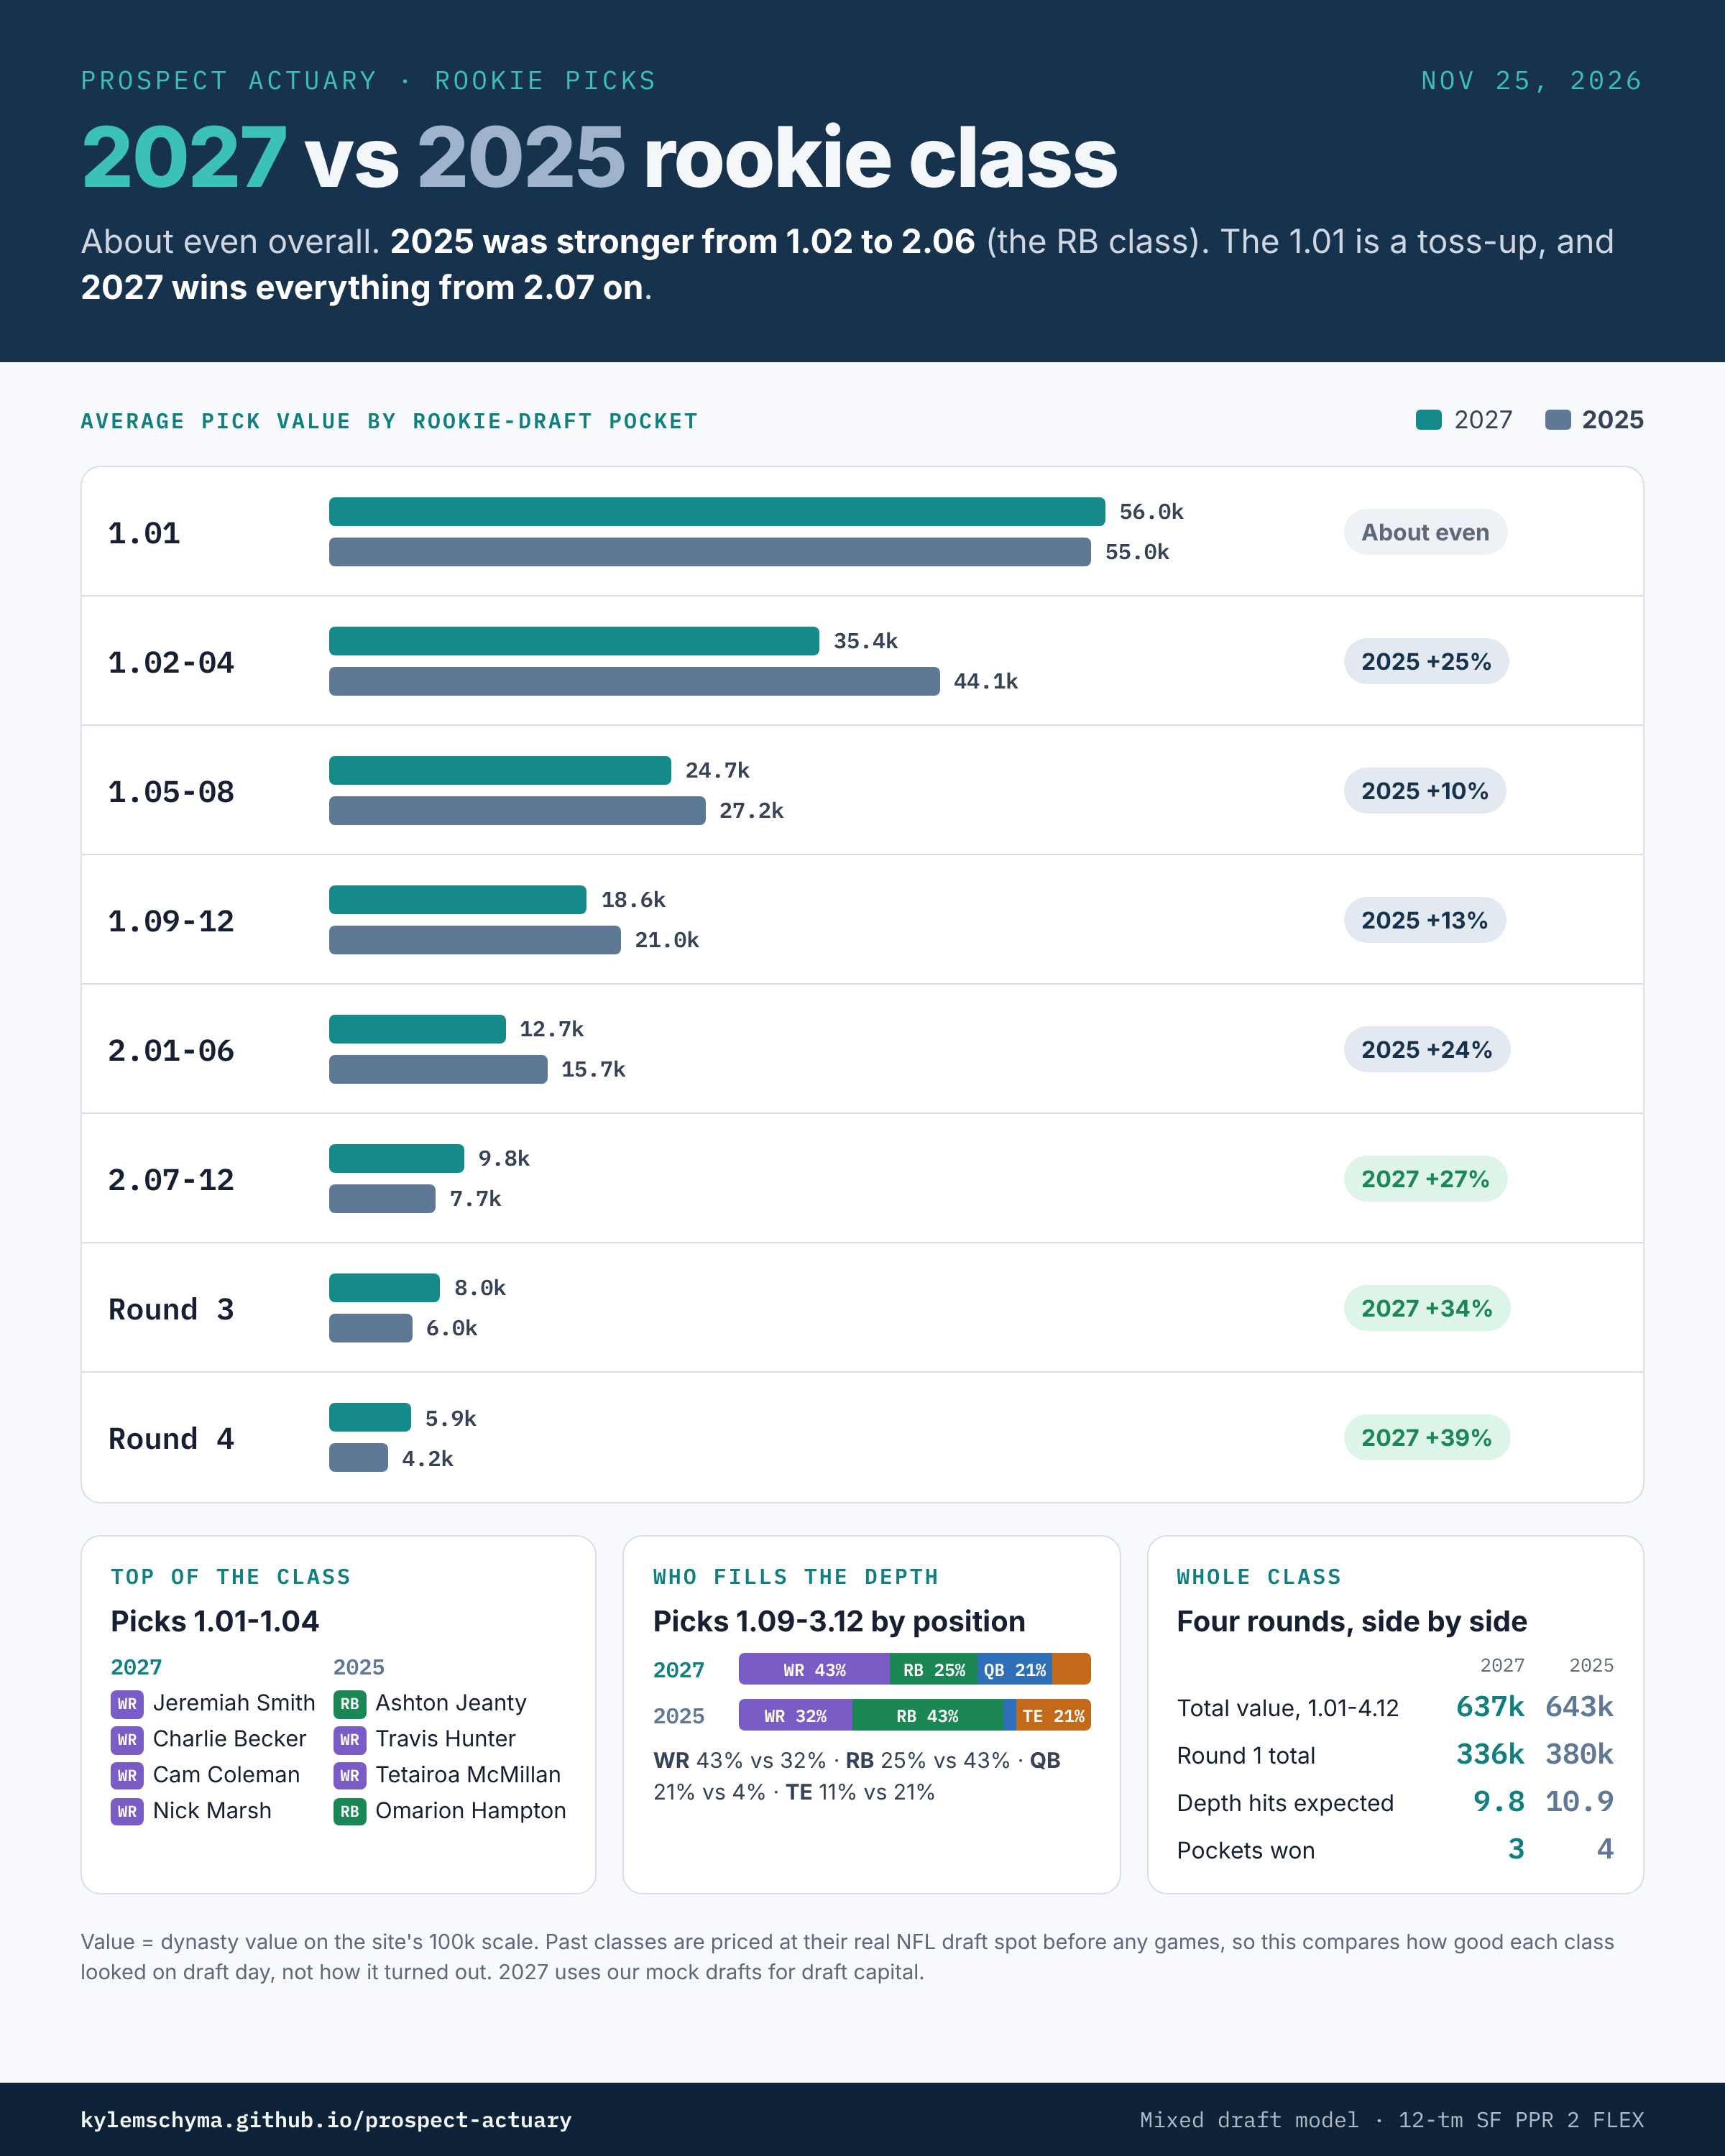 PROSPECT ACTUARY · ROOKIE PICKS
NOV 25, 2026
2027 vs 2025 rookie class
About even overall. 2025 was stronger from 1.02 to 2.06 (the RB class). The 1.01 is a toss-up, and
2027 wins everything from 2.07 on.
AVERAGE PICK VALUE BY ROOKIE-DRAFT POCKET
2027 2025
1.01
56.0k
55.0k
About even
1.02-04
35.4k
44.1k
2025 +25%
1.05-08
24.7k
27.2k
2025 +10%
1.09-12
18.6k
21.0k
2025 +13%
2.01-06
12.7k
15.7k
2025 +24%
2.07-12
9.8k
7.7k
2027 +27%
Round 3
8.0k
6.0k
2027 +34%
Round 4
5.9k
4.2k
2027 +39%
TOP OF THE CLASS
Picks 1.01-1.04
2027 2025
WR Jeremiah Smith RB Ashton Jeanty
WR Charlie Becker WR Travis Hunter
WR Cam Coleman WR Tetairoa McMillan
WR Nick Marsh RB Omarion Hampton
WHO FILLS THE DEPTH
Picks 1.09-3.12 by position
2027 WR 43% RB 25% QB 21%
2025 WR 32% RB 43% TE 21%
WR 43% vs 32% · RB 25% vs 43% · QB
21% vs 4% · TE 11% vs 21%
WHOLE CLASS
Four rounds, side by side
2027 2025
Total value, 1.01-4.12 637k 643k
Round 1 total 336k 380k
Depth hits expected 9.8 10.9
Pockets won 3 4
Value = dynasty value on the site's 100k scale. Past classes are priced at their real NFL draft spot before any games, so this compares how good each class
looked on draft day, not how it turned out. 2027 uses our mock drafts for draft capital.
kylemschyma.github.io/prospect-actuary
Mixed draft model · 12-tm SF PPR 2 FLEX